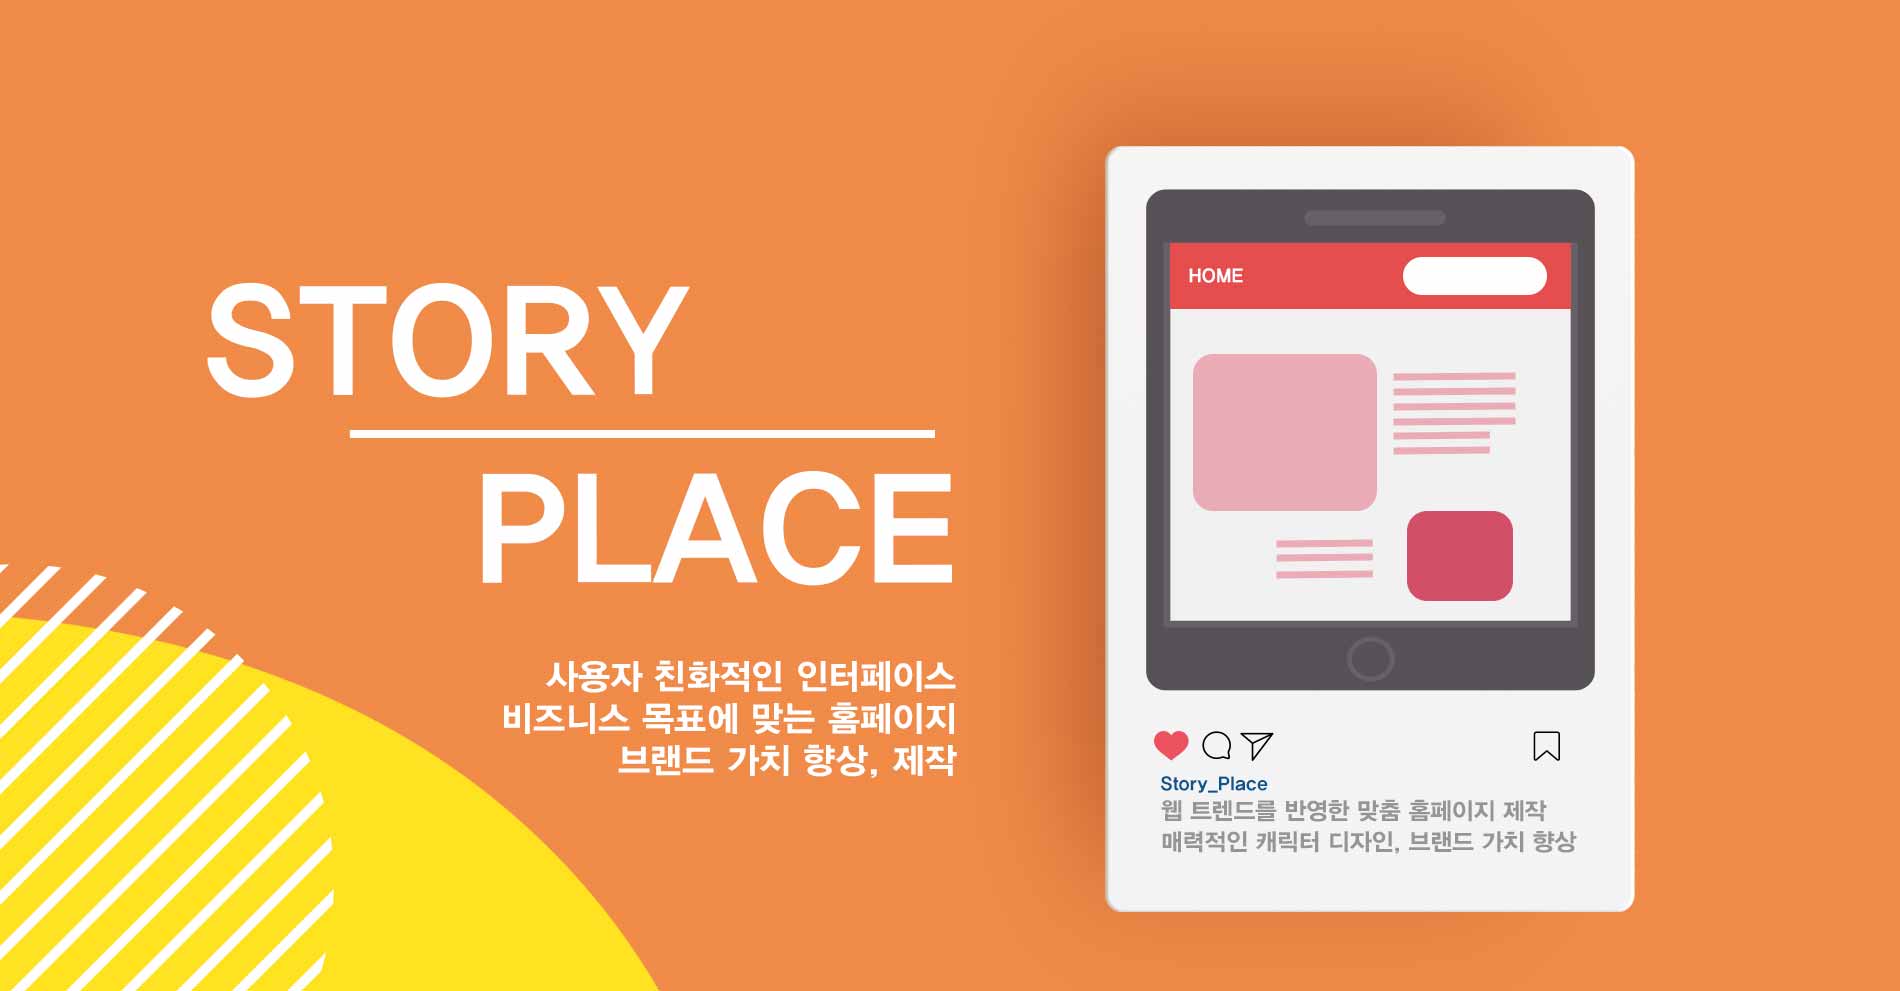 STORY
PLACE
사용자 친화적인 인터페이스
비즈니스 목표에 맞는 홈페이지
브랜드 가치 향상, 제작
HOME
Story_Place
웹 트렌드를 반영한 맞춤 홈페이지 제작
매력적인 캐릭터 디자인, 브랜드 가치 향상